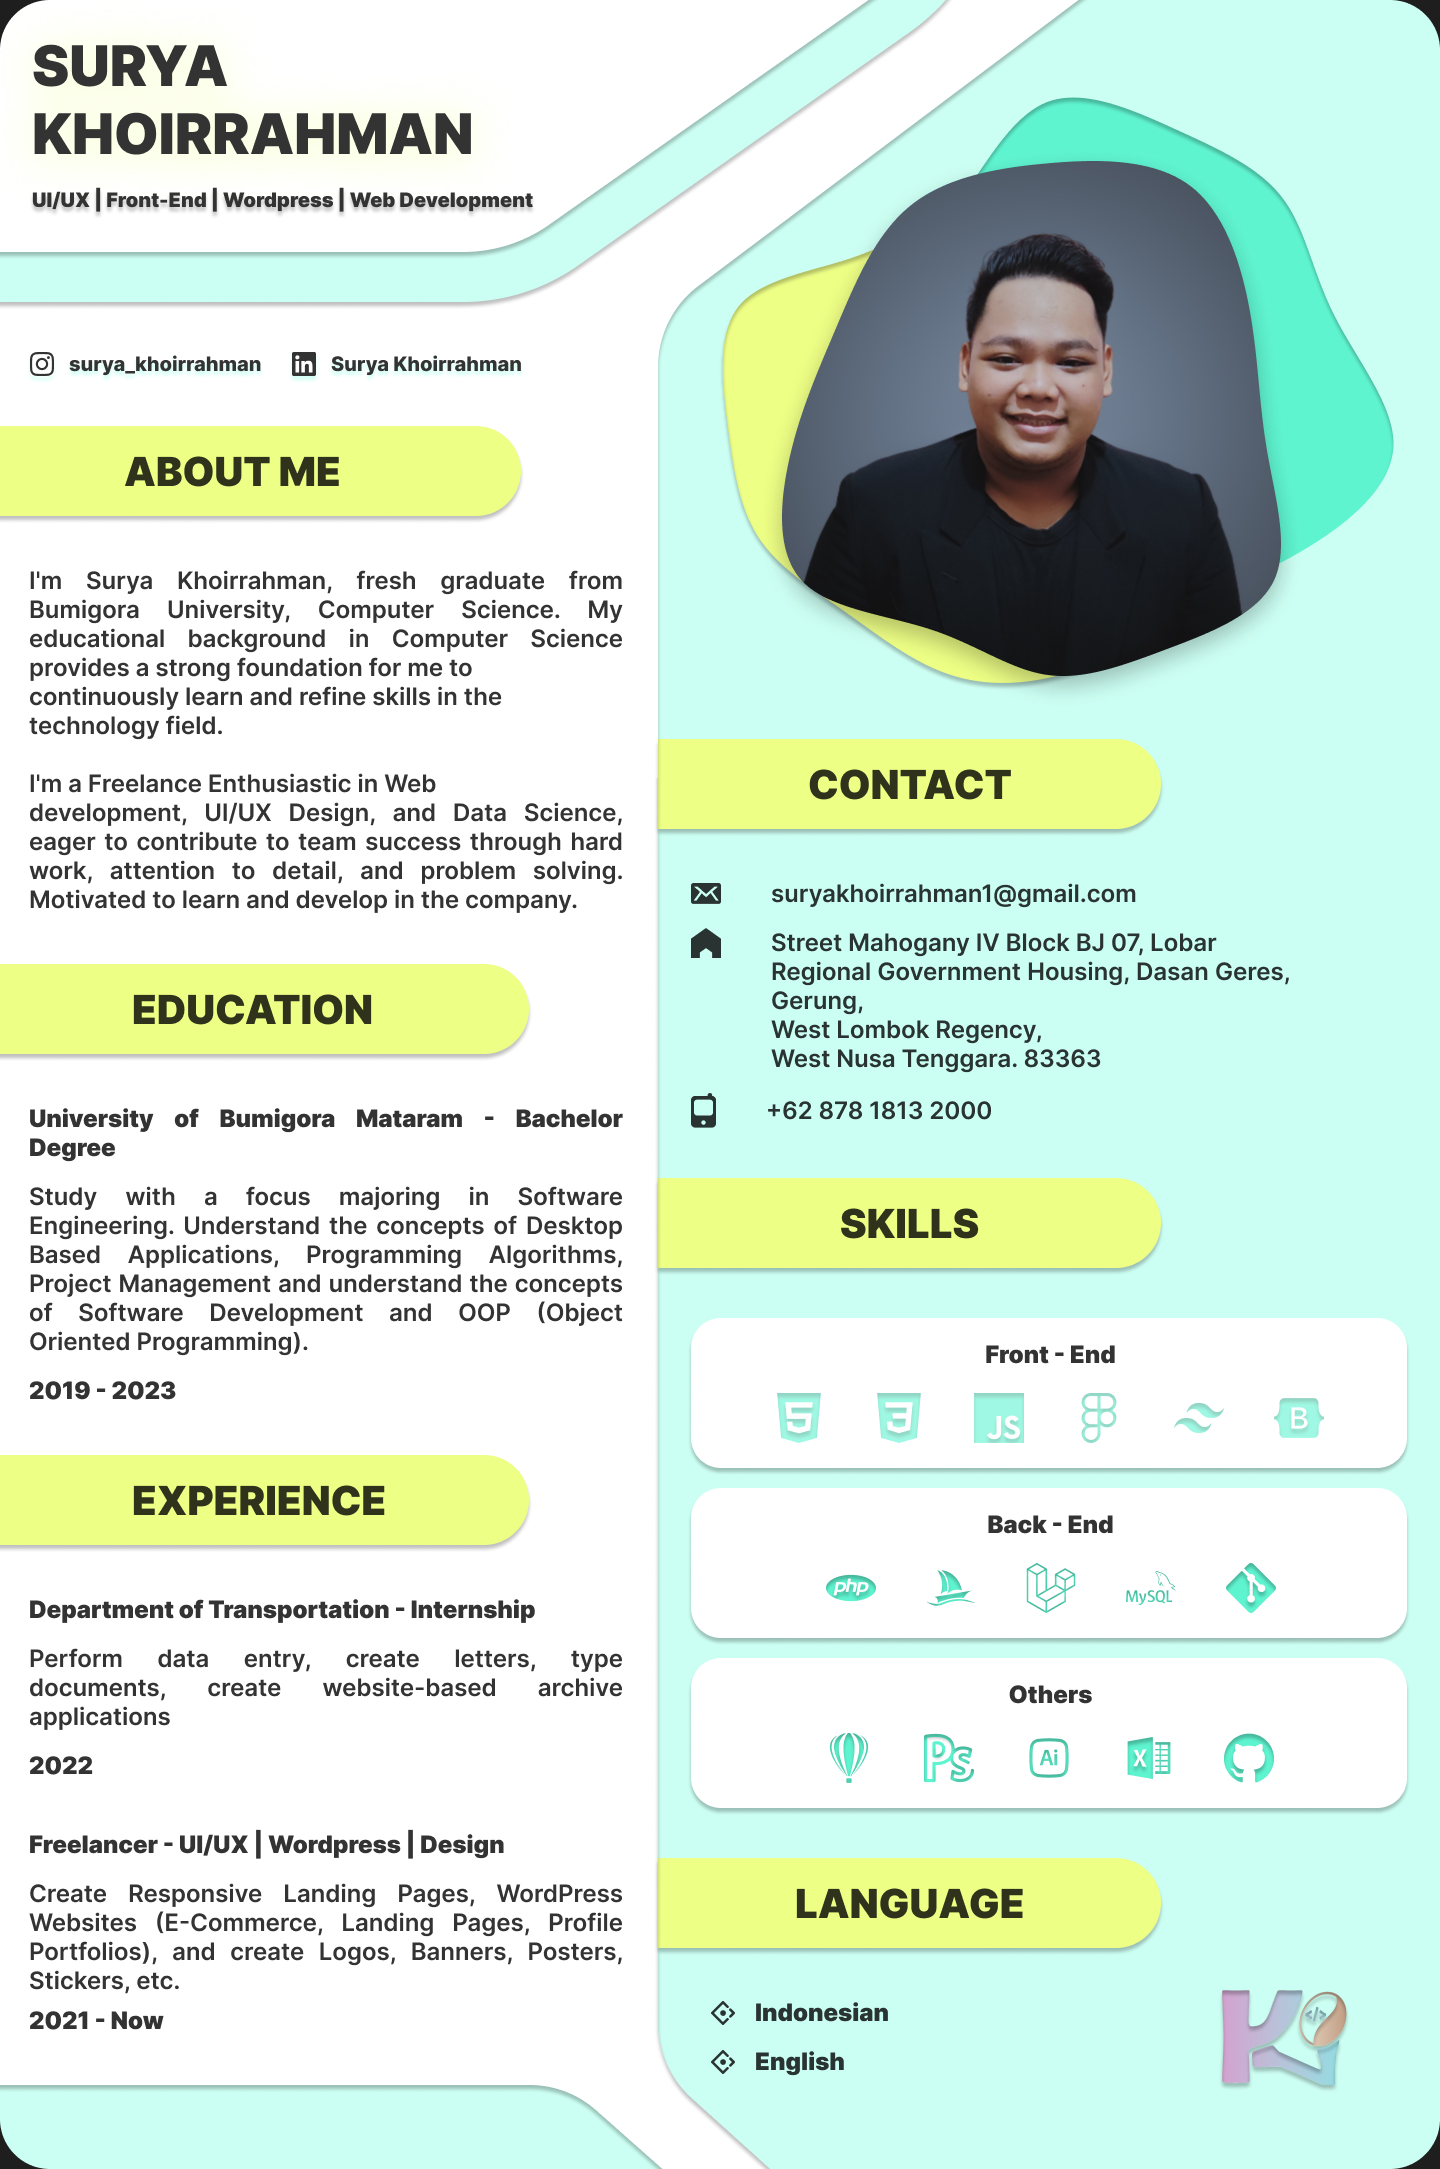 SURYA
KHOIRRAHMAN
UI/UX | Front-End | Wordpress | Web Development
surya_khoirrahman
Surya Khoirrahman
ABOUT ME
I'm Surya Khoirrahman, fresh graduate from
Bumigora University, Computer Science. My
educational background in Computer Science
provides a strong foundation for me to
continuously learn and refine skills in the
technology field.
I'm a Freelance Enthusiastic in Web
development, UI/UX Design, and Data Science,
eager to contribute to team success through hard
work, attention to detail, and problem solving.
Motivated to learn and develop in the company.
EDUCATION
University of Bumigora Mataram - Bachelor
Degree
Study with a focus majoring in Software
Engineering. Understand the concepts of Desktop
Based Applications, Programming Algorithms,
Project Management and understand the concepts
of Software Development and OOP (Object
Oriented Programming).
2019 - 2023
EXPERIENCE
Department of Transportation - Internship
Perform data entry, create letters, type
documents, create website-based archive
applications
2022
Freelancer - UI/UX | Wordpress | Design
Create Responsive Landing Pages, WordPress
Websites (E-Commerce, Landing Pages, Profile
Portfolios), and create Logos, Banners, Posters,
Stickers, etc.
2021 - Now
CONTACT
suryakhoirrahman1@gmail.com
Street Mahogany IV Block BJ 07, Lobar
Regional Government Housing, Dasan Geres,
Gerung,
West Lombok Regency,
West Nusa Tenggara. 83363
+62 878 1813 2000
SKILLS
Front - End
5 3 JS B
Back - End
php MySQL
Others
Ps Ai X
LANGUAGE
Indonesian
English
K </>